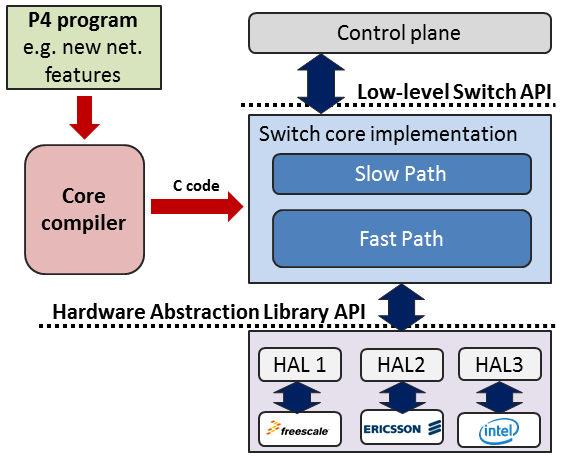 P4 program
e.g. new net.
features
Control plane
Low-level Switch API
Switch core implementation
Slow Path
Fast Path
Core
compiler
C code
Hardware Abstraction Library API
HAL 1
HAL2
HAL3
freescale
ERICSSON
intel